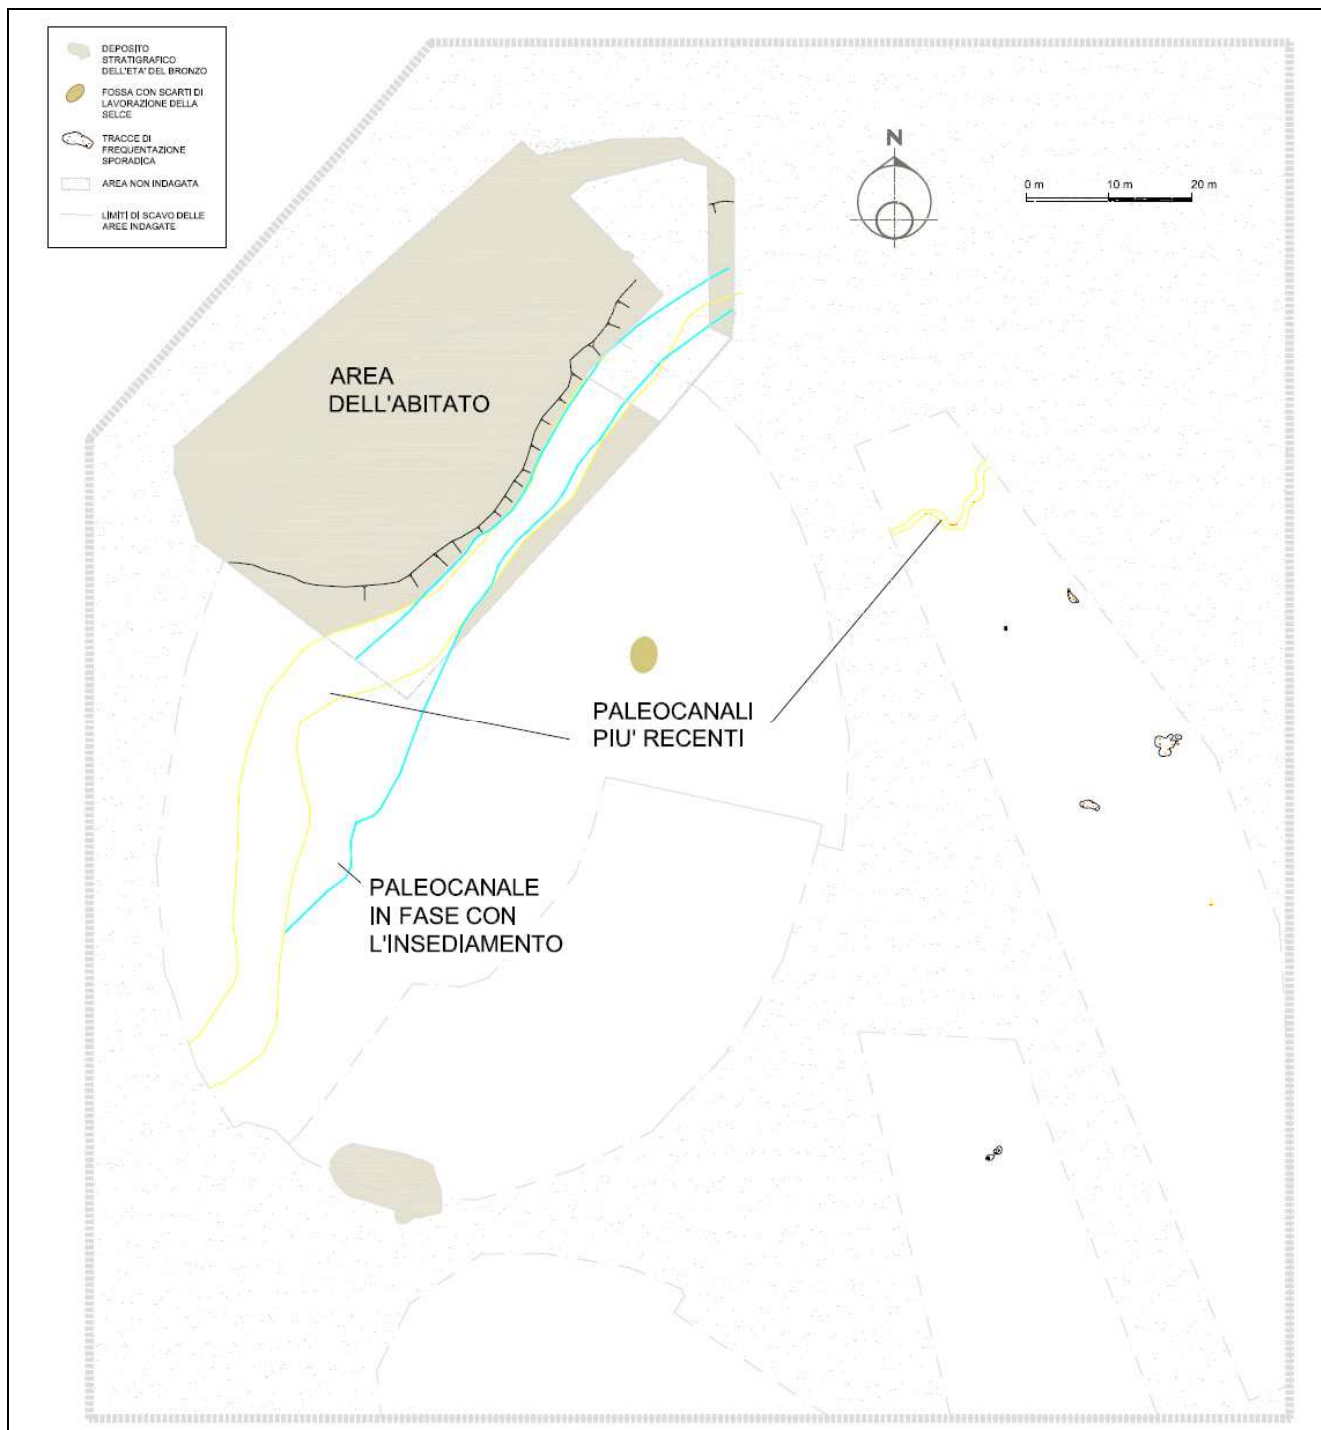 DEPOSITO
STRATIGRAFICO
DELL'ETA' DEL BRONZO
FOSSA CON SCARTI DI
LAVORAZIONE DELLA
SELCE
TRACCE DI
FREQUENTAZIONE
SPORADICA
AREA NON INDAGATA
LIMITI DI SCAVO DELLE
AREE INDAGATE
N
0 m 10 m 20 m
AREA
DELL'ABITATO
PALEOCANALI
PIU' RECENTI
PALEOCANALE
IN FASE CON
L'INSEDIAMENTO